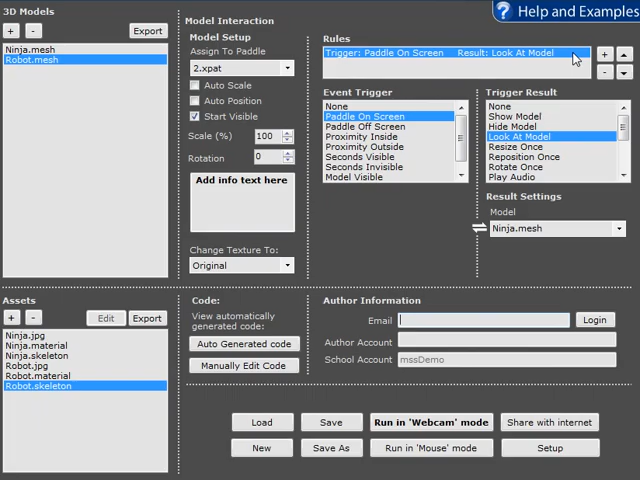 Help and Examples
3D Models
+ - Export
Ninja.mesh
Robot.mesh
Model Interaction
Model Setup
Assign To Paddle
2.xpat
Auto Scale
Auto Position
Start Visible
Scale (%) 100
Rotation 0
Add info text here
Change Texture To:
Original
Rules
Trigger: Paddle On Screen Result: Look At Model
+
-
Event Trigger
None
Paddle On Screen
Paddle Off Screen
Proximity Inside
Proximity Outside
Seconds Visible
Seconds Invisible
Model Visible
Trigger Result
None
Show Model
Hide Model
Look At Model
Resize Once
Reposition Once
Rotate Once
Play Audio
Result Settings
Model
Ninja.mesh
Assets
+ - Edit Export
Ninja.jpg
Ninja.material
Ninja.skeleton
Robot.jpg
Robot.material
Robot.skeleton
Code:
View automatically
generated code:
Auto Generated code
Manually Edit Code
Author Information
Email Login
Author Account
School Account mssDemo
Load Save Run in 'Webcam' mode Share with internet
New Save As Run in 'Mouse' mode Setup